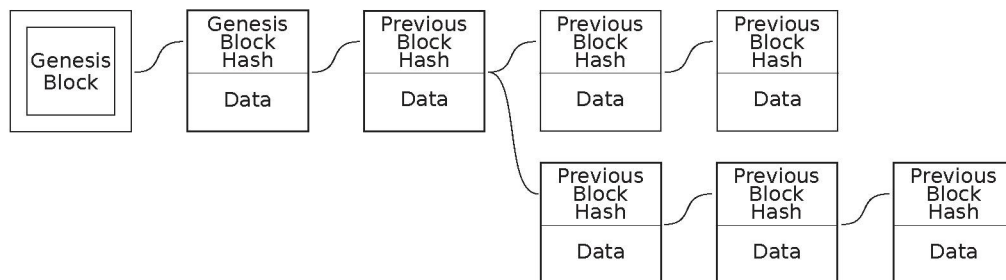 Genesis
Block
Genesis
Block
Hash
Data
Previous
Block
Hash
Data
Previous
Block
Hash
Data
Previous
Block
Hash
Data
Previous
Block
Hash
Data
Previous
Block
Hash
Data
Previous
Block
Hash
Data